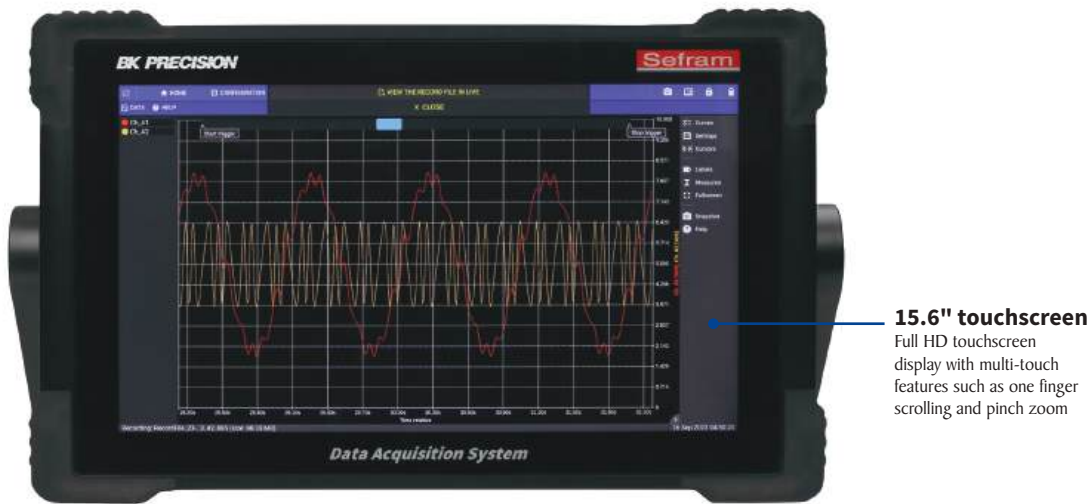 BK PRECISION
Sefram
HOME
CONFIGURATION
VIEW THE RECORD FILE IN LIVE
DATA
HELP
X CLOSE
Ch_A1
Ch_A2
Start trigger
Stop trigger
Curves
Settings
Cursors
Labels
Measures
Fullscreen
Snapshot
Help
Time relative
Data Acquisition System
15.6" touchscreen
Full HD touchscreen
display with multi-touch
features such as one finger
scrolling and pinch zoom